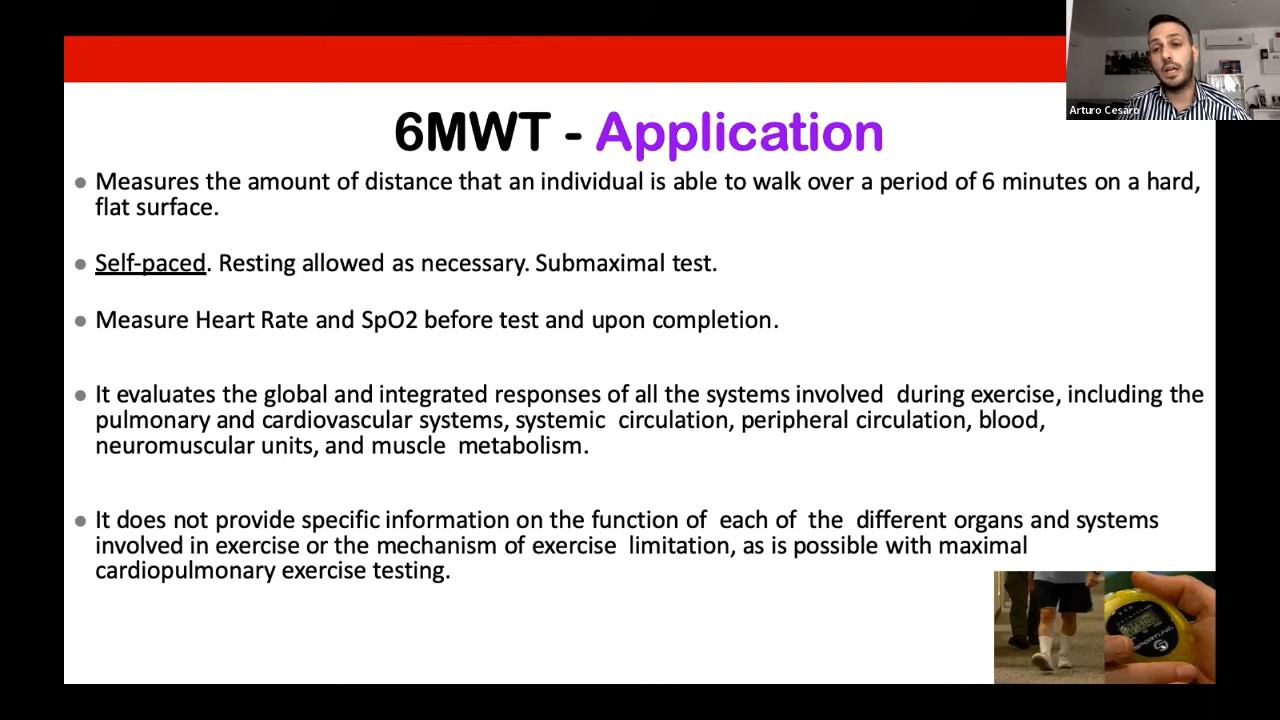 Arturo Cesaro
6MWT - Application
Measures the amount of distance that an individual is able to walk over a period of 6 minutes on a hard,
flat surface.
Self-paced. Resting allowed as necessary. Submaximal test.
Measure Heart Rate and SpO2 before test and upon completion.
It evaluates the global and integrated responses of all the systems involved during exercise, including the
pulmonary and cardiovascular systems, systemic circulation, peripheral circulation, blood,
neuromuscular units, and muscle metabolism.
It does not provide specific information on the function of each of the different organs and systems
involved in exercise or the mechanism of exercise limitation, as is possible with maximal
cardiopulmonary exercise testing.
SPORTLINE